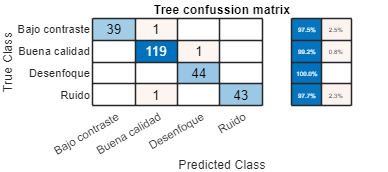 Tree confussion matrix
Bajo contraste 39 1 97.5% 2.5%
Buena calidad 119 1 99.2% 0.8%
Desenfoque 44 100.0%
Ruido 1 43 97.7% 2.3%
True Class
Bajo contraste
Buena calidad
Desenfoque
Ruido
Predicted Class